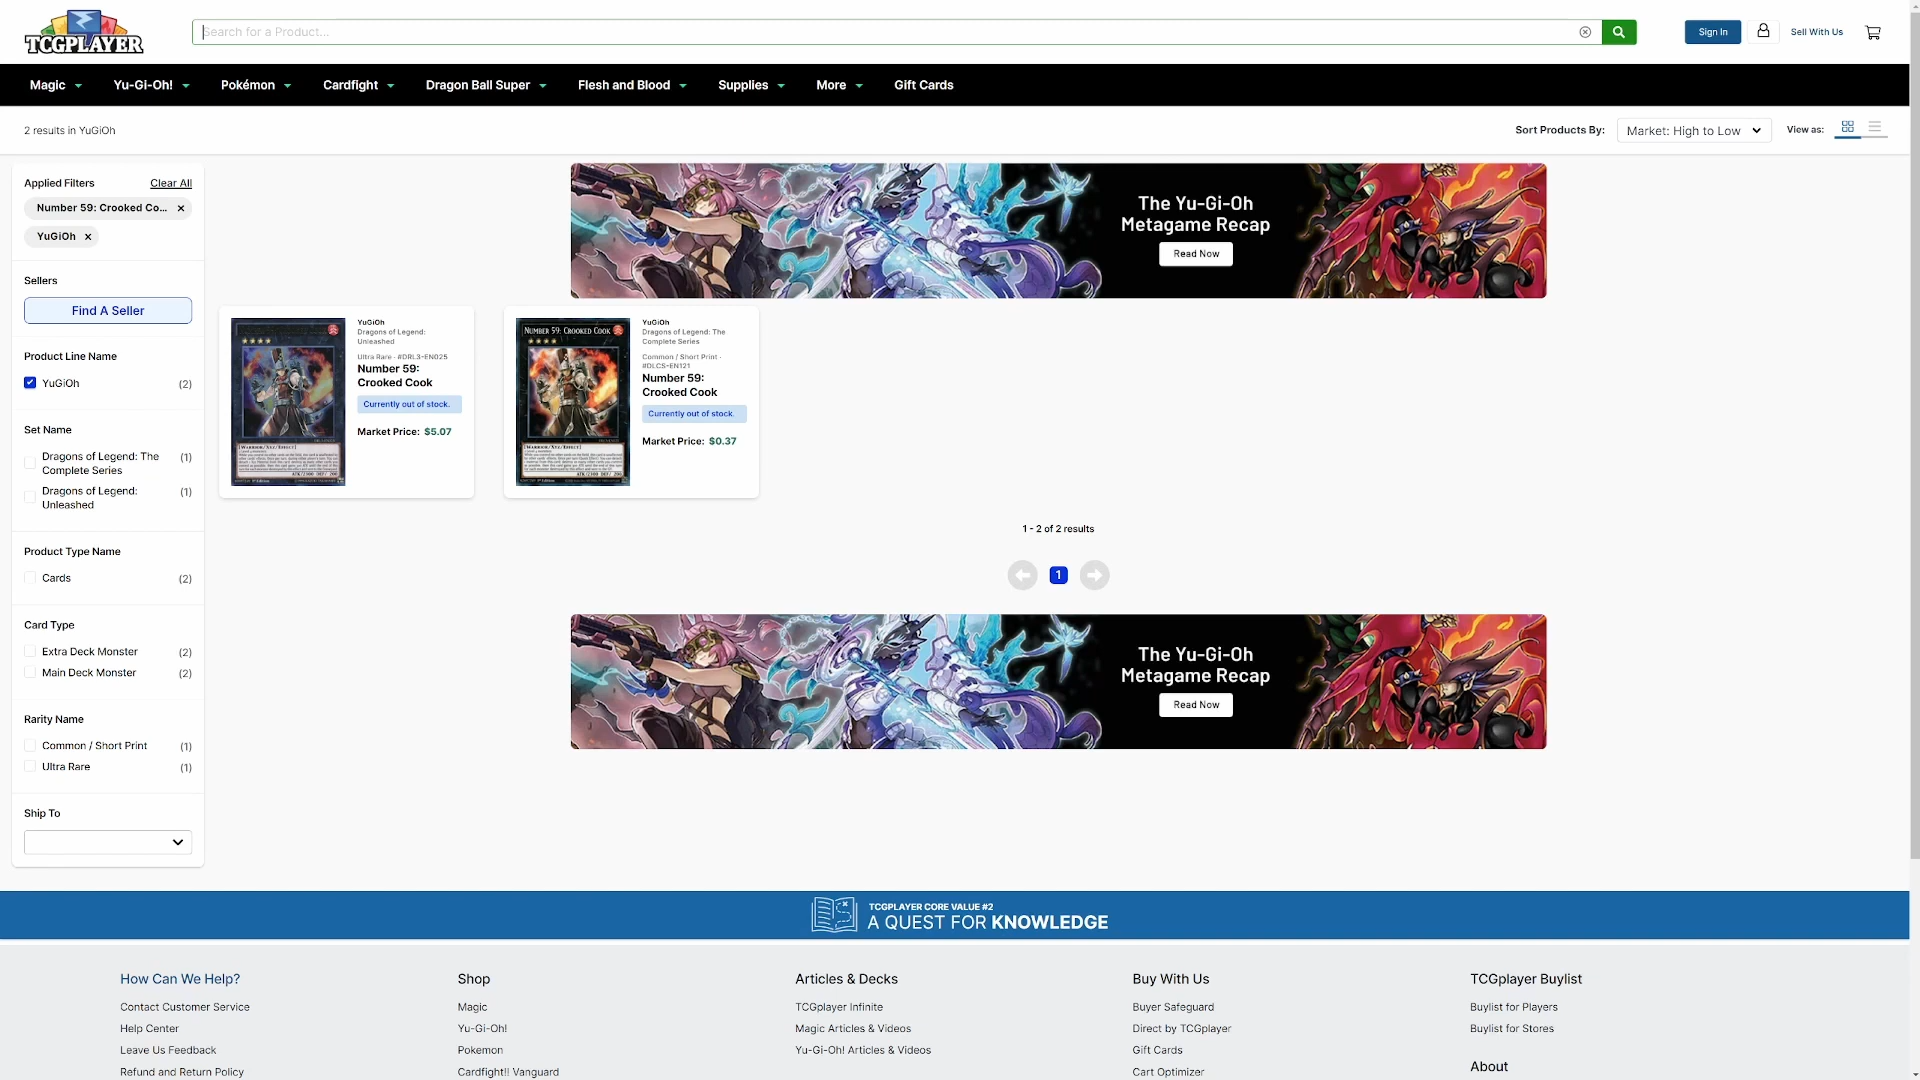 TCGPLAYER
Search for a Product...
Sign In
Sell With Us
Magic
Yu-Gi-Oh!
Pokémon
Cardfight
Dragon Ball Super
Flesh and Blood
Supplies
More
Gift Cards
2 results in YuGiOh
Sort Products By:
Market: High to Low
View as:
Applied Filters
Clear All
Number 59: Crooked Co...
YuGiOh
Sellers
Find A Seller
Product Line Name
YuGiOh (2)
Set Name
Dragons of Legend: The (1)
Complete Series
Dragons of Legend: (1)
Unleashed
Product Type Name
Cards (2)
Card Type
Extra Deck Monster (2)
Main Deck Monster (2)
Rarity Name
Common / Short Print (1)
Ultra Rare (1)
Ship To
The Yu-Gi-Oh
Metagame Recap
Read Now
YuGiOh
Dragons of Legend:
Unleashed
Ultra Rare · #DRL3-EN025
Number 59:
Crooked Cook
Currently out of stock.
Market Price: $5.07
NUMBER 59: CROOKED COOK
[WARRIOR/XYZ/EFFECT]
YuGiOh
Dragons of Legend: The
Complete Series
Common / Short Print ·
#DLCS-EN121
Number 59:
Crooked Cook
Currently out of stock.
Market Price: $0.37
1 - 2 of 2 results
1
The Yu-Gi-Oh
Metagame Recap
Read Now
TCGPLAYER CORE VALUE #2
A QUEST FOR KNOWLEDGE
How Can We Help?
Contact Customer Service
Help Center
Leave Us Feedback
Refund and Return Policy
Shop
Magic
Yu-Gi-Oh!
Pokemon
Cardfight!! Vanguard
Articles & Decks
TCGplayer Infinite
Magic Articles & Videos
Yu-Gi-Oh! Articles & Videos
Buy With Us
Buyer Safeguard
Direct by TCGplayer
Gift Cards
Cart Optimizer
TCGplayer Buylist
Buylist for Players
Buylist for Stores
About